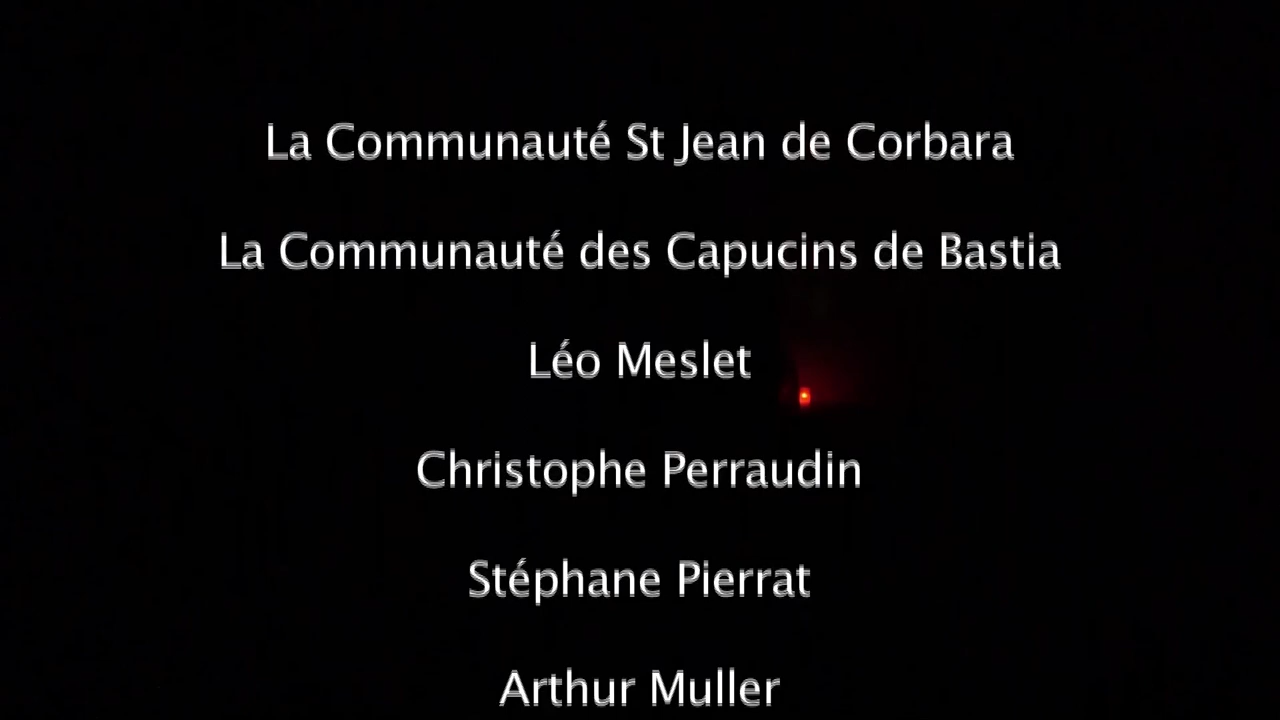 La Communauté St Jean de Corbara
La Communauté des Capucins de Bastia
Léo Meslet
Christophe Perraudin
Stéphane Pierrat
Arthur Muller